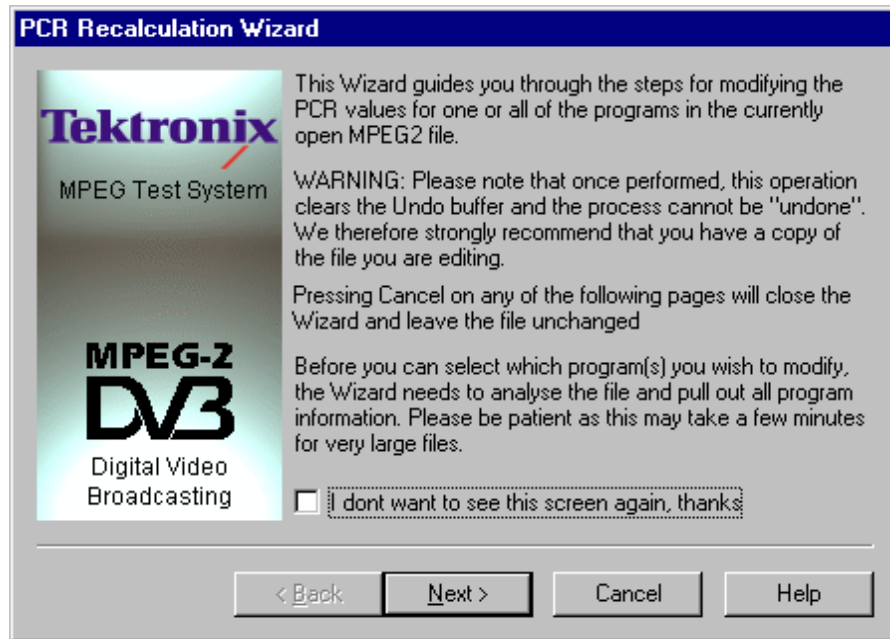 PCR Recalculation Wizard
Tektronix
MPEG Test System
MPEG-2
DVB
Digital Video
Broadcasting
This Wizard guides you through the steps for modifying the
PCR values for one or all of the programs in the currently
open MPEG2 file.
WARNING: Please note that once performed, this operation
clears the Undo buffer and the process cannot be "undone".
We therefore strongly recommend that you have a copy of
the file you are editing.
Pressing Cancel on any of the following pages will close the
Wizard and leave the file unchanged
Before you can select which program(s) you wish to modify,
the Wizard needs to analyse the file and pull out all program
information. Please be patient as this may take a few minutes
for very large files.
I dont want to see this screen again, thanks
< Back
Next >
Cancel
Help